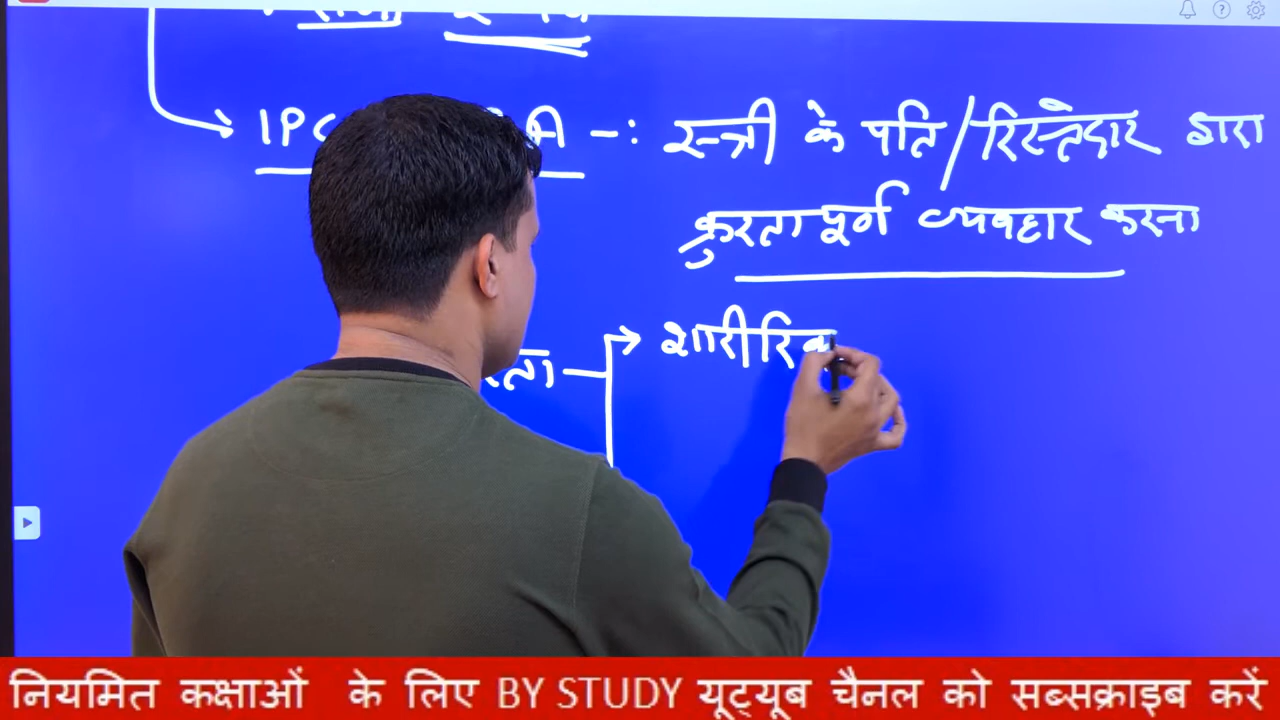 IPC A -: स्त्री के पति/रिस्तेदार द्वारा
क्रुरतापूर्ण व्यवहार करना
शारीरिक
नियमित कक्षाओं के लिए BY STUDY यूट्यूब चैनल को सब्सक्राइब करें